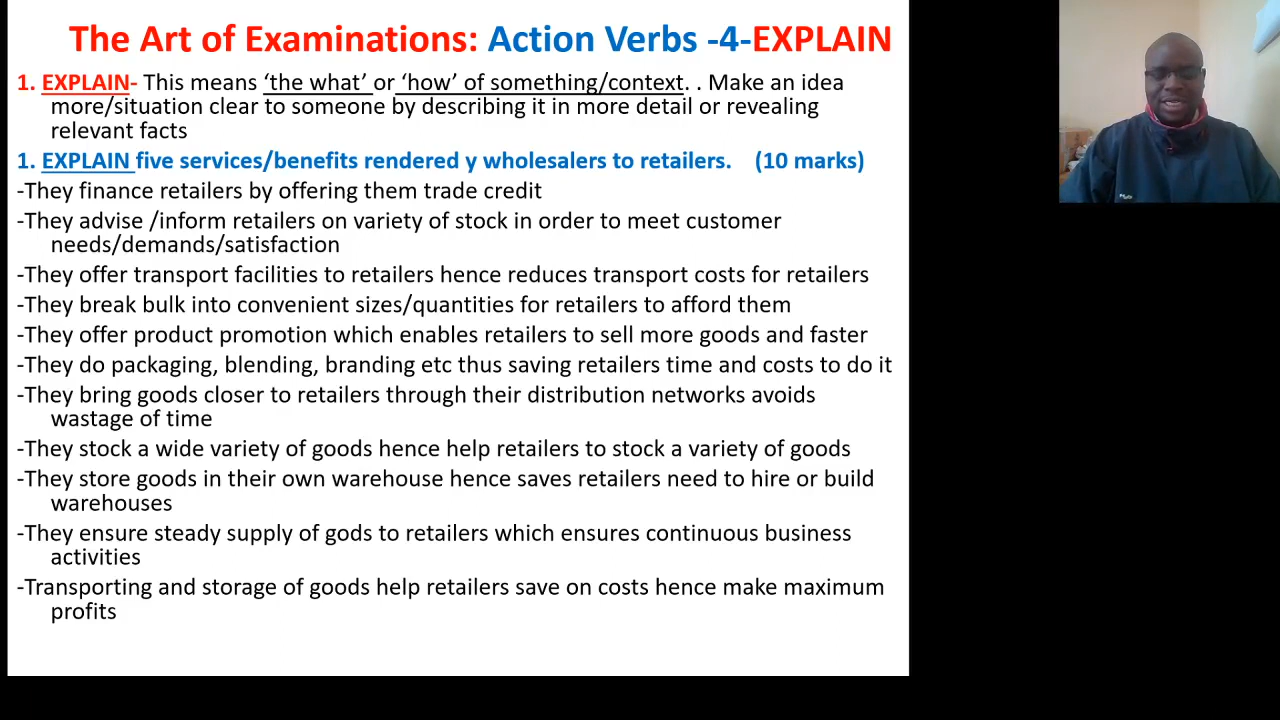 The Art of Examinations: Action Verbs -4-EXPLAIN
1. EXPLAIN- This means ‘the what’ or ‘how’ of something/context. . Make an idea
more/situation clear to someone by describing it in more detail or revealing
relevant facts
1. EXPLAIN five services/benefits rendered y wholesalers to retailers. (10 marks)
-They finance retailers by offering them trade credit
-They advise /inform retailers on variety of stock in order to meet customer
needs/demands/satisfaction
-They offer transport facilities to retailers hence reduces transport costs for retailers
-They break bulk into convenient sizes/quantities for retailers to afford them
-They offer product promotion which enables retailers to sell more goods and faster
-They do packaging, blending, branding etc thus saving retailers time and costs to do it
-They bring goods closer to retailers through their distribution networks avoids
wastage of time
-They stock a wide variety of goods hence help retailers to stock a variety of goods
-They store goods in their own warehouse hence saves retailers need to hire or build
warehouses
-They ensure steady supply of gods to retailers which ensures continuous business
activities
-Transporting and storage of goods help retailers save on costs hence make maximum
profits